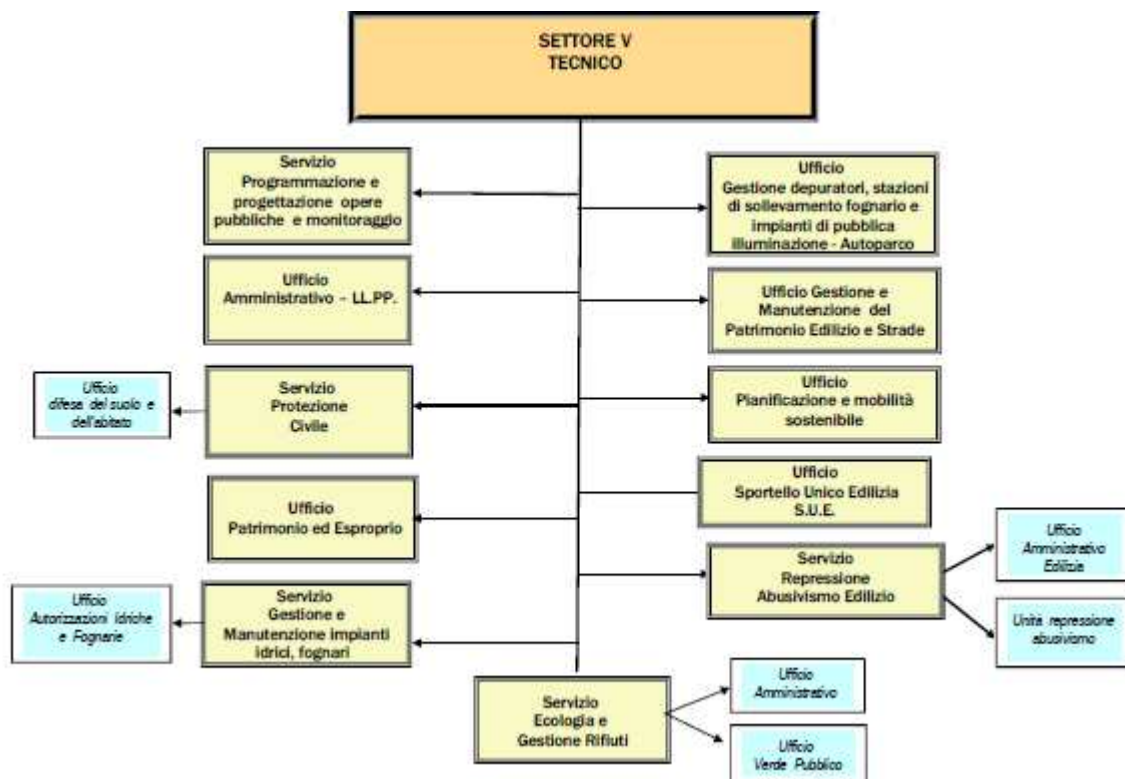 SETTORE V
TECNICO
Servizio
Programmazione e
progettazione opere
pubbliche e monitoraggio
Ufficio
Gestione depuratori, stazioni
di sollevamento fognario e
impianti di pubblica
illuminazione - Autoparco
Ufficio
Amministrativo – LL.PP.
Ufficio Gestione e
Manutenzione del
Patrimonio Edilizio e Strade
Ufficio
difesa del suolo e
dell'abitato
Servizio
Protezione
Civile
Ufficio
Pianificazione e mobilità
sostenibile
Ufficio
Patrimonio ed Esproprio
Ufficio
Sportello Unico Edilizia
S.U.E.
Servizio
Repressione
Abusivismo Edilizio
Ufficio
Amministrativo
Edilizia
Unità repressione
abusivismo
Ufficio
Autorizzazioni Idriche
e Fognarie
Servizio
Gestione e
Manutenzione impianti
idrici, fognari
Servizio
Ecologia e
Gestione Rifiuti
Ufficio
Amministrativo
Ufficio
Verde Pubblico